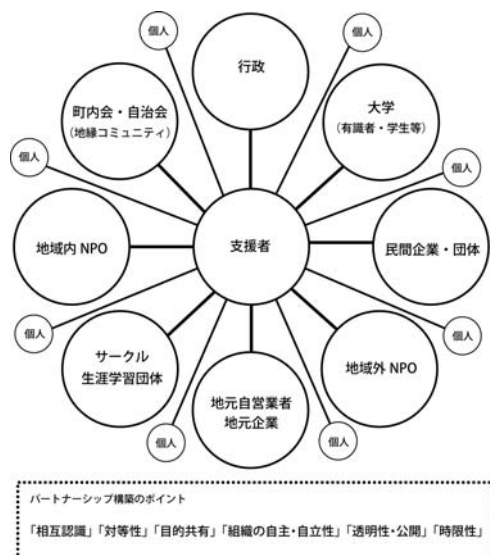 個人
個人
行政
町内会・自治会
（地縁コミュニティ）
大学
（有識者・学生等）
個人
個人
地域内 NPO
支援者
民間企業・団体
個人
個人
サークル
生涯学習団体
地域外 NPO
地元自営業者
地元企業
個人
個人
パートナーシップ構築のポイント
「相互認識」「対等性」「目的共有」「組織の自主・自立性」「透明性・公開」「時限性」